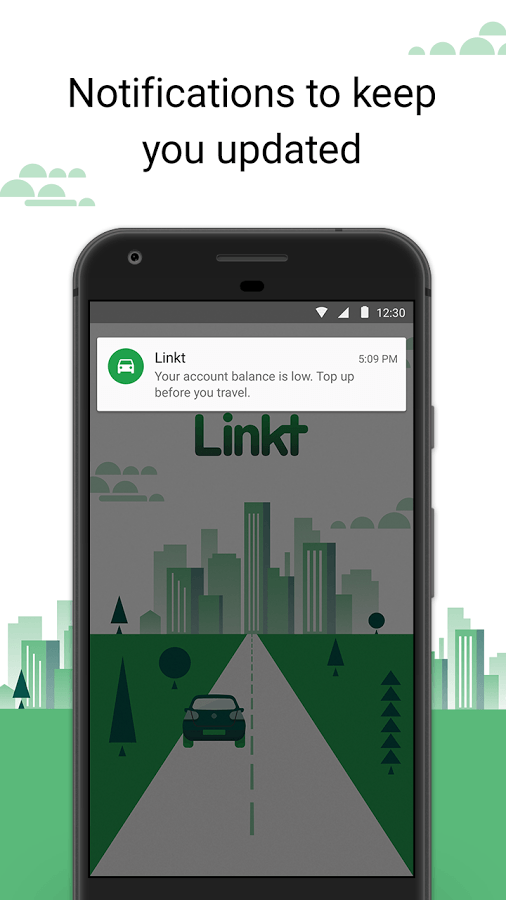 Notifications to keep
you updated
12:30
Linkt
5:09 PM
Your account balance is low. Top up
before you travel.
Linkt